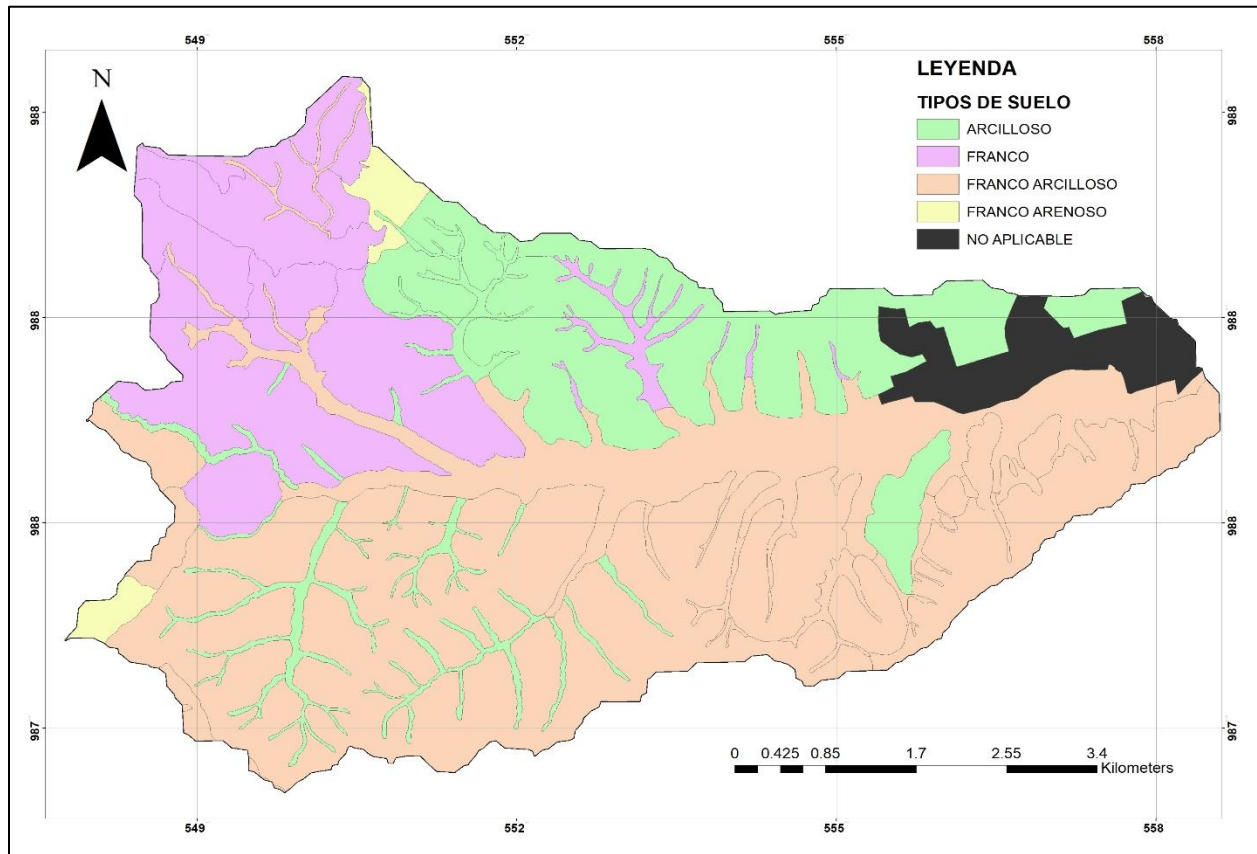 549 552 555 558
N
LEYENDA
TIPOS DE SUELO
ARCILLOSO
FRANCO
FRANCO ARCILLOSO
FRANCO ARENOSO
NO APLICABLE
988 988
988 988
988 988
987 987
0 0.425 0.85 1.7 2.55 3.4
Kilometers
549 552 555 558